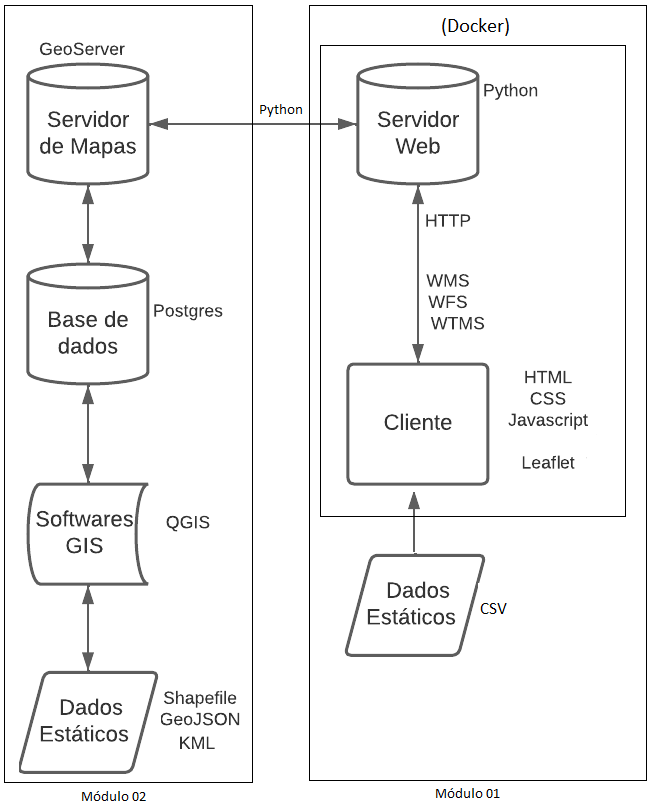 GeoServer
Servidor
de Mapas
Base de
dados
Postgres
Softwares
GIS
QGIS
Dados
Estáticos
Shapefile
GeoJSON
KML
Módulo 02
Python
(Docker)
Servidor
Web
Python
HTTP
WMS
WFS
WTMS
Cliente
HTML
CSS
Javascript
Leaflet
Dados
Estáticos
CSV
Módulo 01